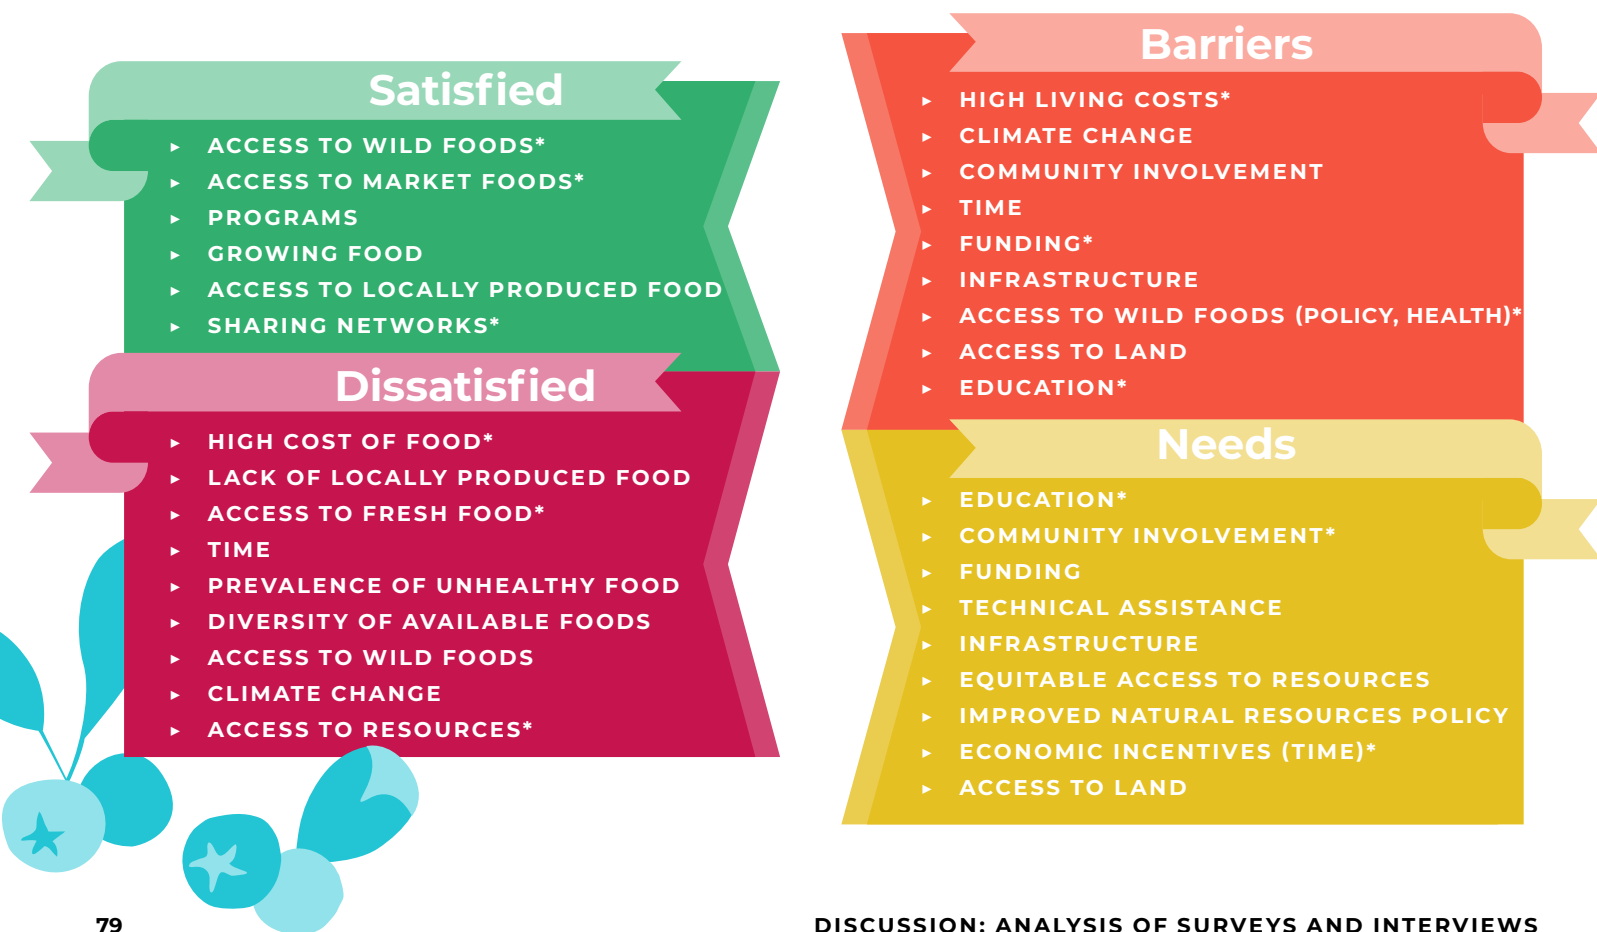 Satisfied
▸ ACCESS TO WILD FOODS*
▸ ACCESS TO MARKET FOODS*
▸ PROGRAMS
▸ GROWING FOOD
▸ ACCESS TO LOCALLY PRODUCED FOOD
▸ SHARING NETWORKS*
Dissatisfied
▸ HIGH COST OF FOOD*
▸ LACK OF LOCALLY PRODUCED FOOD
▸ ACCESS TO FRESH FOOD*
▸ TIME
▸ PREVALENCE OF UNHEALTHY FOOD
▸ DIVERSITY OF AVAILABLE FOODS
▸ ACCESS TO WILD FOODS
▸ CLIMATE CHANGE
▸ ACCESS TO RESOURCES*
Barriers
▸ HIGH LIVING COSTS*
▸ CLIMATE CHANGE
▸ COMMUNITY INVOLVEMENT
▸ TIME
▸ FUNDING*
▸ INFRASTRUCTURE
▸ ACCESS TO WILD FOODS (POLICY, HEALTH)*
▸ ACCESS TO LAND
▸ EDUCATION*
Needs
▸ EDUCATION*
▸ COMMUNITY INVOLVEMENT*
▸ FUNDING
▸ TECHNICAL ASSISTANCE
▸ INFRASTRUCTURE
▸ EQUITABLE ACCESS TO RESOURCES
▸ IMPROVED NATURAL RESOURCES POLICY
▸ ECONOMIC INCENTIVES (TIME)*
▸ ACCESS TO LAND
79
DISCUSSION: ANALYSIS OF SURVEYS AND INTERVIEWS